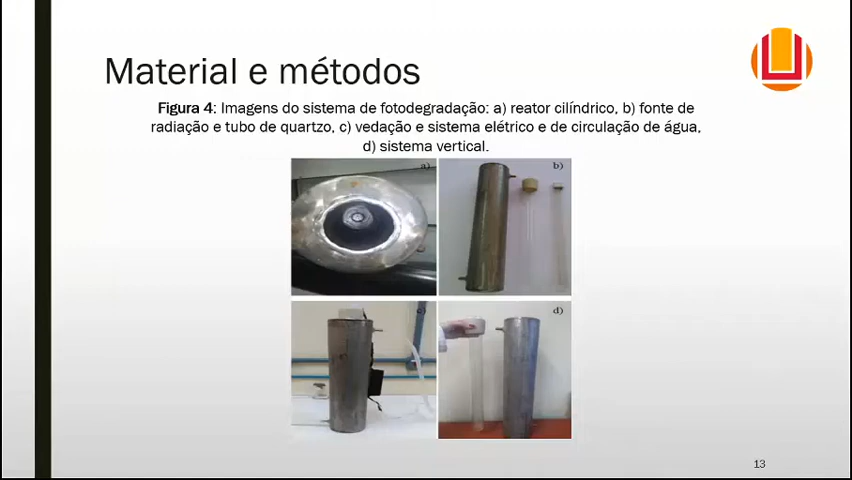 Material e métodos
Figura 4: Imagens do sistema de fotodegradação: a) reator cilíndrico, b) fonte de
radiação e tubo de quartzo, c) vedação e sistema elétrico e de circulação de água,
d) sistema vertical.
a)
b)
c)
d)
13